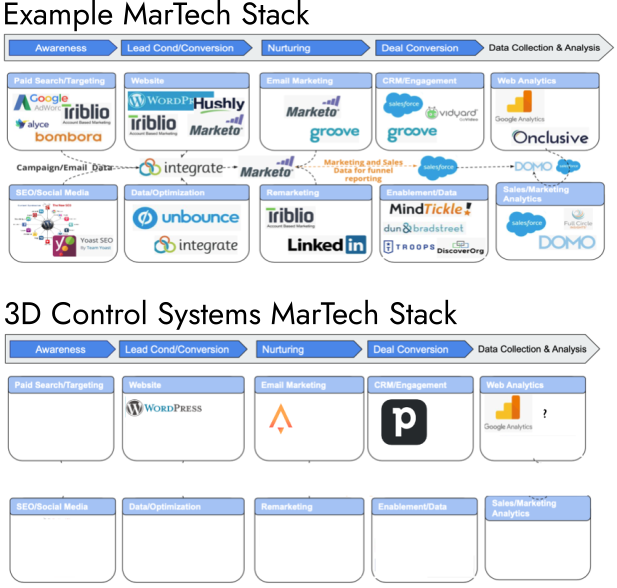 Example MarTech Stack
Awareness
Lead Cond/Conversion
Nurturing
Deal Conversion
Data Collection & Analysis
Paid Search/Targeting
Website
Email Marketing
CRM/Engagement
Web Analytics
Google
AdWor
Triblio
Account Based Marketing
alyce
bombora
WORDPR
Hushly
Triblio
Account Based Marketing
Marketo
Marketo
groove
salesforce
vidyard
groove
Google Analytics
Onclusive
Campaign/Email Data
integrate
Marketo
Marketing and Sales
Data for funnel
reporting
salesforce
DOMO
SEO/Social Media
Data/Optimization
Remarketing
Enablement/Data
Sales/Marketing
Analytics
Yoast SEO
by Team Yoast
unbounce
integrate
Triblio
Account Based Marketing
Linked in
MindTickle!
dun & bradstreet
TROOPS
DiscoverOrg
salesforce
Full Circle
DOMO
3D Control Systems MarTech Stack
Awareness
Lead Cond/Conversion
Nurturing
Deal Conversion
Data Collection & Analysis
Paid Search/Targeting
Website
Email Marketing
CRM/Engagement
Web Analytics
WORDPRESS
p
Google Analytics
?
SEO/Social Media
Data/Optimization
Remarketing
Enablement/Data
Sales/Marketing
Analytics